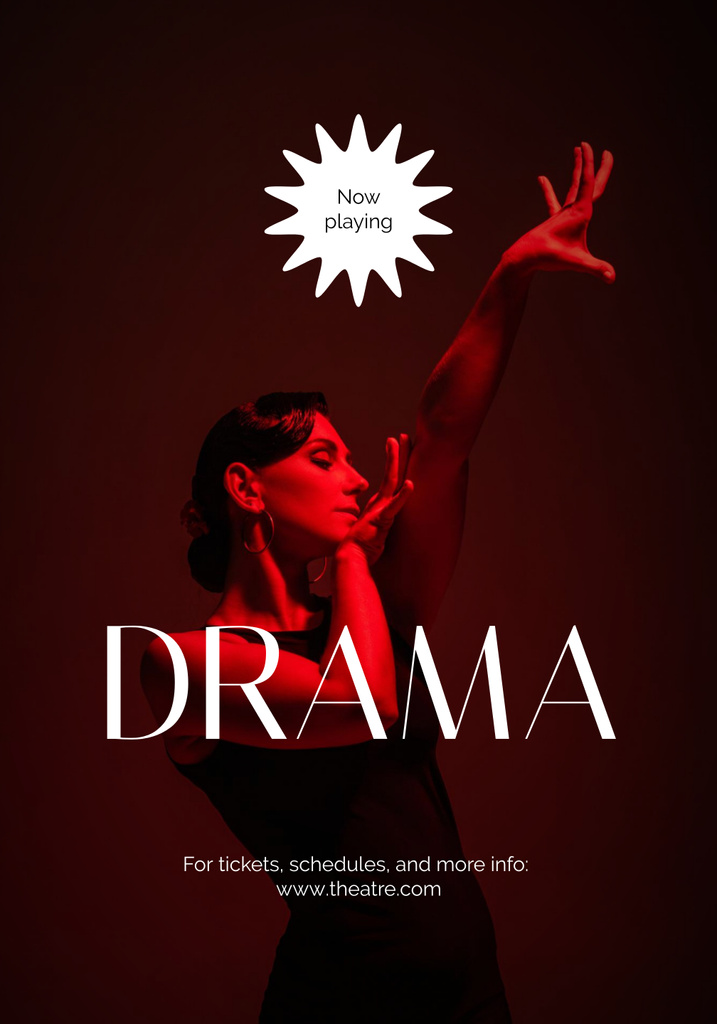 Now
playing
DRAMA
For tickets, schedules, and more info:
www.theatre.com